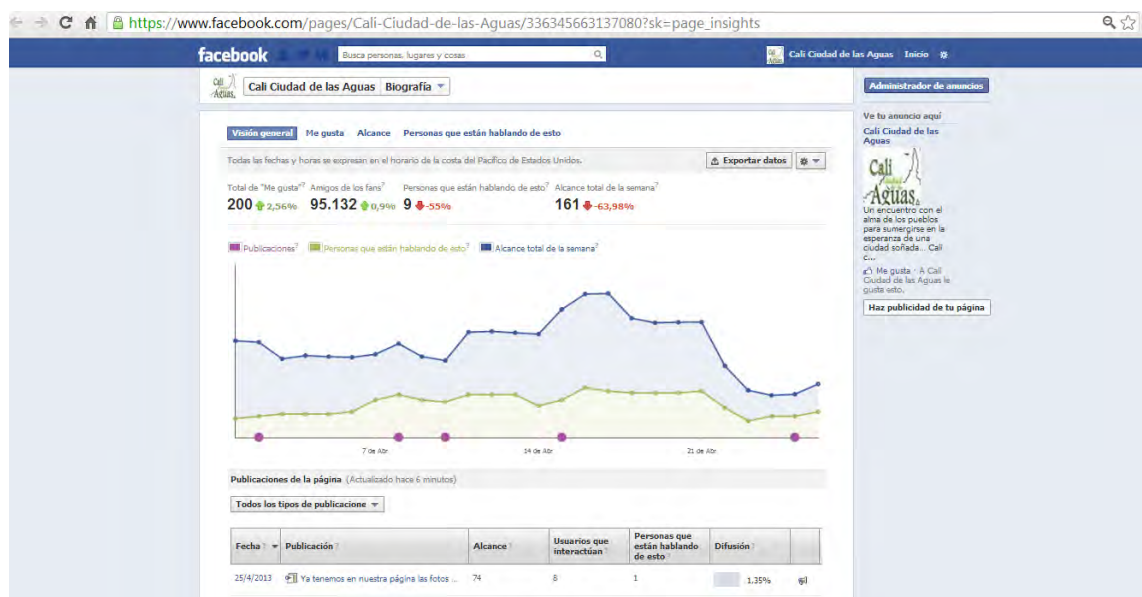 https://www.facebook.com/pages/Cali-Ciudad-de-las-Aguas/336345663137080?sk=page_insights
facebook
Busca personas, lugares y cosas
Cali Ciudad de las Aguas Inicio
Cali Aguas.
Cali Ciudad de las Aguas Biografía
Administrador de anuncios
Visión general Me gusta Alcance Personas que están hablando de esto
Todas las fechas y horas se expresan en el horario de la costa del Pacífico de Estados Unidos.
Exportar datos
Total de "Me gusta"? Amigos de los fans? Personas que están hablando de esto? Alcance total de la semana?
200 2,56% 95.132 0,9% 9 -55% 161 -63,98%
Publicaciones? Personas que están hablando de esto? Alcance total de la semana?
7 de Abr 14 de Abr 21 de Abr
Publicaciones de la página (Actualizado hace 6 minutos)
Todos los tipos de publicacione
Fecha? Publicación? Alcance? Usuarios que interactúan? Personas que están hablando de esto? Difusión?
25/4/2013 Ya tenemos en nuestra página las fotos ... 74 8 1 1.35%
Ve tu anuncio aquí
Cali Ciudad de las
Aguas
Cali
ciudad
Aguas.
Un encuentro con el
alma de los pueblos
para sumergirse en la
esperanza de una
ciudad soñada... Cali
c...
Me gusta · A Cali
Ciudad de las Aguas le
gusta esto.
Haz publicidad de tu página